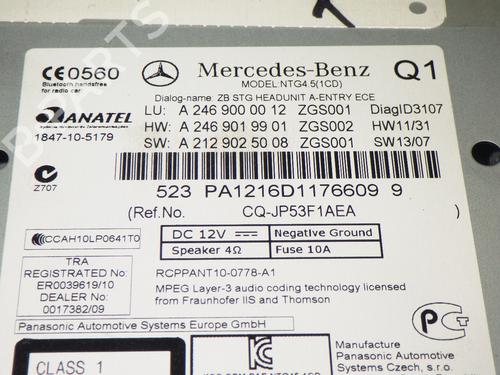 CE0560
Bluetooth handsfree
for radio car
Mercedes-Benz
Q1
MODEL:NTG4.5(1CD)
Dialog-name: ZB STG HEADUNIT A-ENTRY ECE
ANATEL
1847-10-5179
LU: A 246 900 00 12 ZGS001 DiagID3107
HW: A 246 901 99 01 ZGS002 HW11/31
SW: A 212 902 50 08 ZGS001 SW13/07
Z707
523 PA1216D1176609 9
(Ref.No. CQ-JP53F1AEA )
CCAH10LP0641T0
DC 12V Negative Ground
Speaker 4Ω Fuse 10A
TRA
REGISTERED No
ER0039619/10
DEALER No
0017382/09
RCPPANT10-0778-A1
MPEG Layer-3 audio coding technology licensed
from Fraunhofer IIS and Thomson
Panasonic Automotive Systems Europe GmbH
CLASS 1
Manufacturer
Panasonic Automotive
Systems Czech, s.r.o.